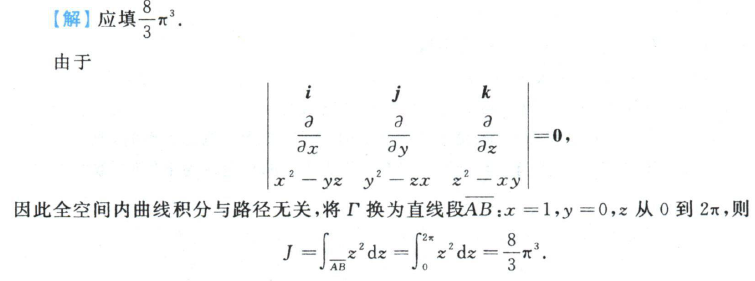 【解】应填$\frac{8}{3}\pi^3$.
由于
$$\begin{vmatrix} \boldsymbol{i} & \boldsymbol{j} & \boldsymbol{k} \\ \frac{\partial}{\partial x} & \frac{\partial}{\partial y} & \frac{\partial}{\partial z} \\ x^2-yz & y^2-zx & z^2-xy \end{vmatrix}=\boldsymbol{0},$$
因此全空间内曲线积分与路径无关,将 $\Gamma$ 换为直线段$\overline{AB}$:$x=1,y=0,z$ 从 0 到 $2\pi$,则
$$J=\int_{\overline{AB}}z^2\mathrm{d}z=\int_0^{2\pi}z^2\mathrm{d}z=\frac{8}{3}\pi^3.$$